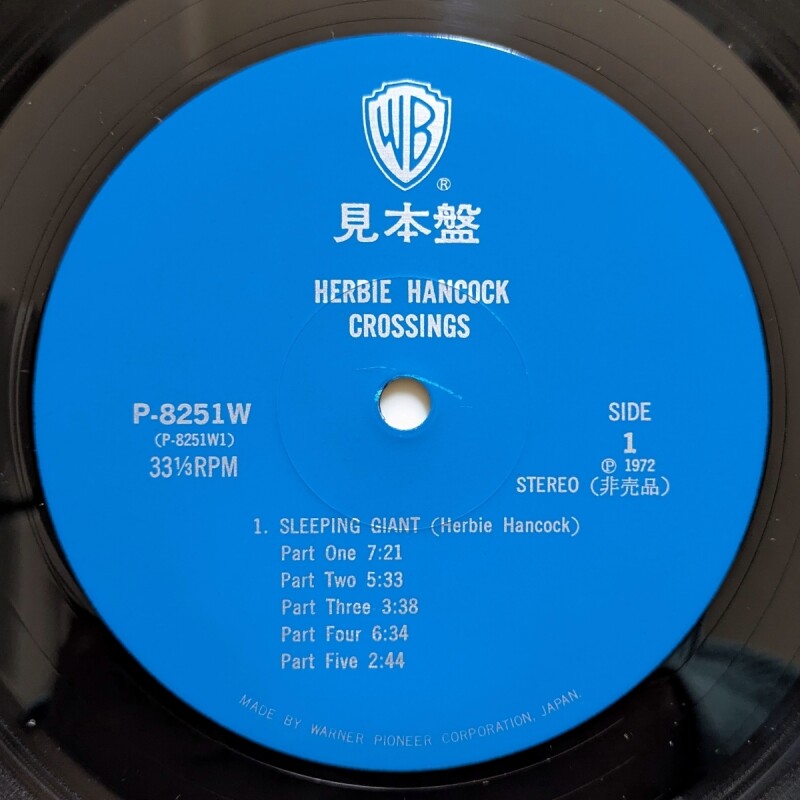 WB
®
見本盤
HERBIE HANCOCK
CROSSINGS
P-8251W
(P-8251W1)
33⅓RPM
SIDE
1
℗ 1972
STEREO (非売品)
1. SLEEPING GIANT (Herbie Hancock)
Part One 7:21
Part Two 5:33
Part Three 3:38
Part Four 6:34
Part Five 2:44
MADE BY WARNER PIONEER CORPORATION, JAPAN.